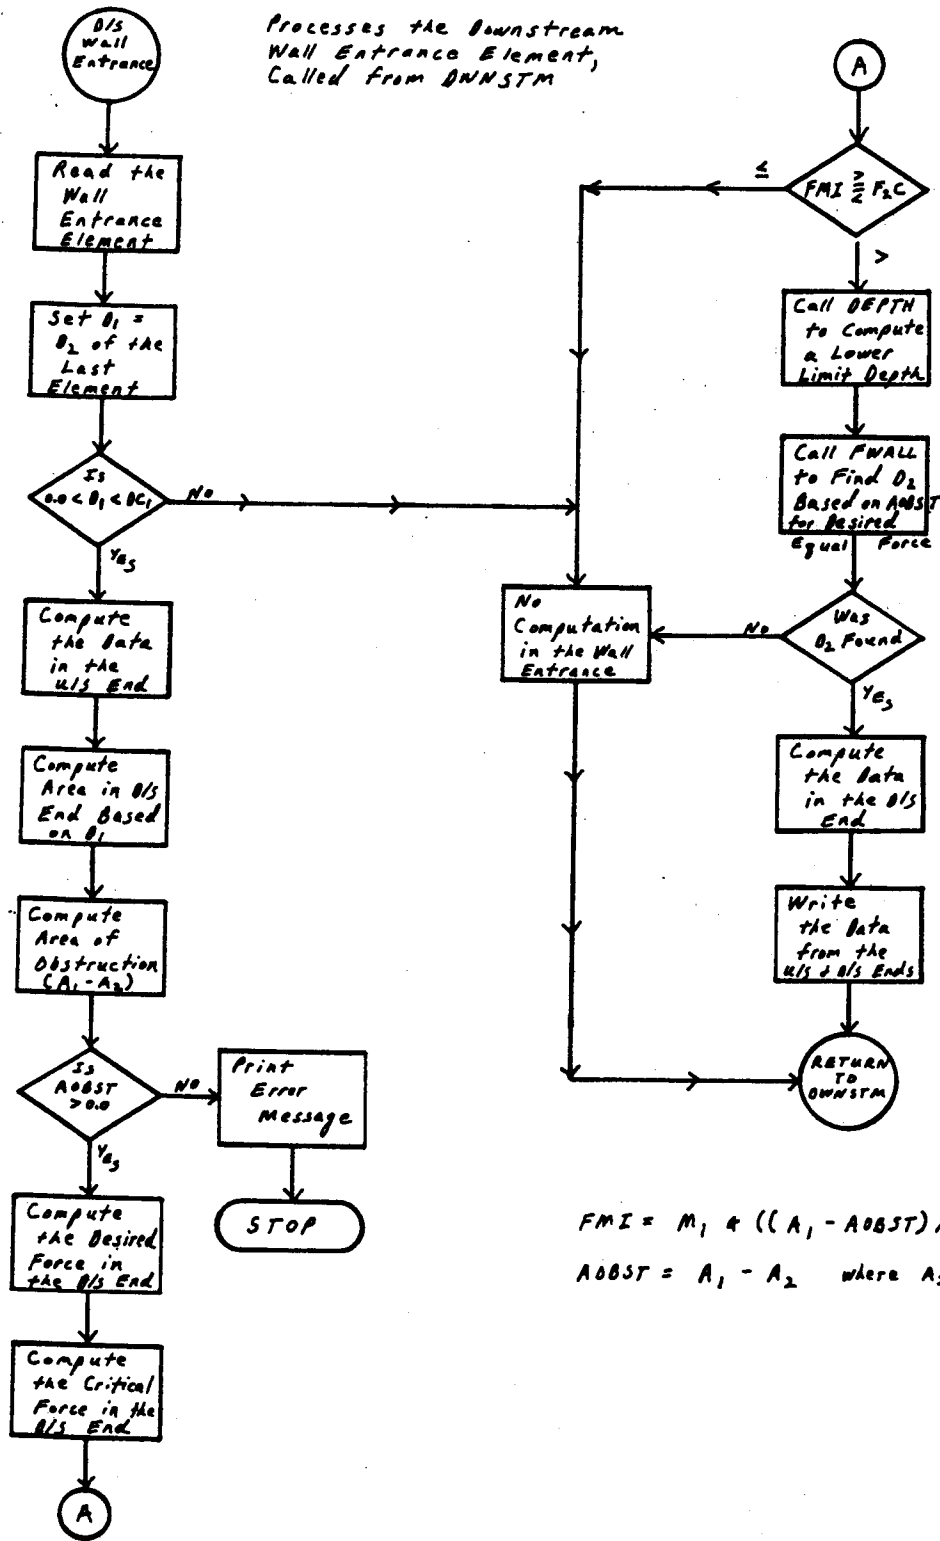 D/S
Wall
Entrance
Processes the Downstream
Wall Entrance Element,
Called from DWNSTM
Read the
Wall
Entrance
Element
Set D₁ =
D₂ of the
Last
Element
Is
0.0 < D₁ < DC₁
NO
YES
Compute
the Data
in the
U/S End
Compute
Area in D/S
End Based
on D₁
Compute
Area of
Obstruction
(A₁-A₂)
Is
AOBST
>0.0
NO
Print
Error
Message
STOP
YES
Compute
the Desired
Force in
the D/S End
Compute
the Critical
Force in the
D/S End
A
A
FMI ⪌ F₂C
≤
>
Call DEPTH
to Compute
a Lower
Limit Depth
Call FWALL
to Find D₂
Based on AOBST
for Desired
Equal Force
Was
D₂ Found
NO
No
Computation
in the Wall
Entrance
YES
Compute
the Data
in the D/S
End
Write
the Data
from the
U/S + D/S Ends
RETURN
TO
DWNSTM
FMI = M₁ * ((A₁ - AOBST)
AOBST = A₁ - A₂ where